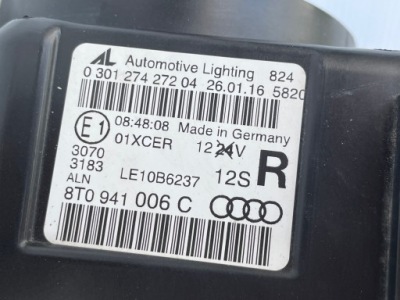 AL Automotive Lighting 824
0 301 274 272 04 26.01.16 5820
E1 08:48:08 Made in Germany
01XCER 12 24V
3070
3183
ALN LE10B6237 12S R
8T0 941 006 C